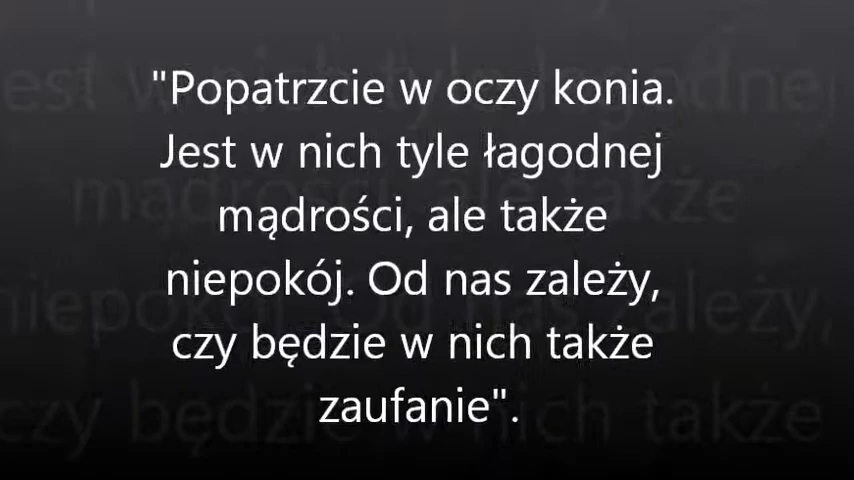 "Popatrzcie w oczy konia.
Jest w nich tyle łagodnej
mądrości, ale także
niepokój. Od nas zależy,
czy będzie w nich także
zaufanie".